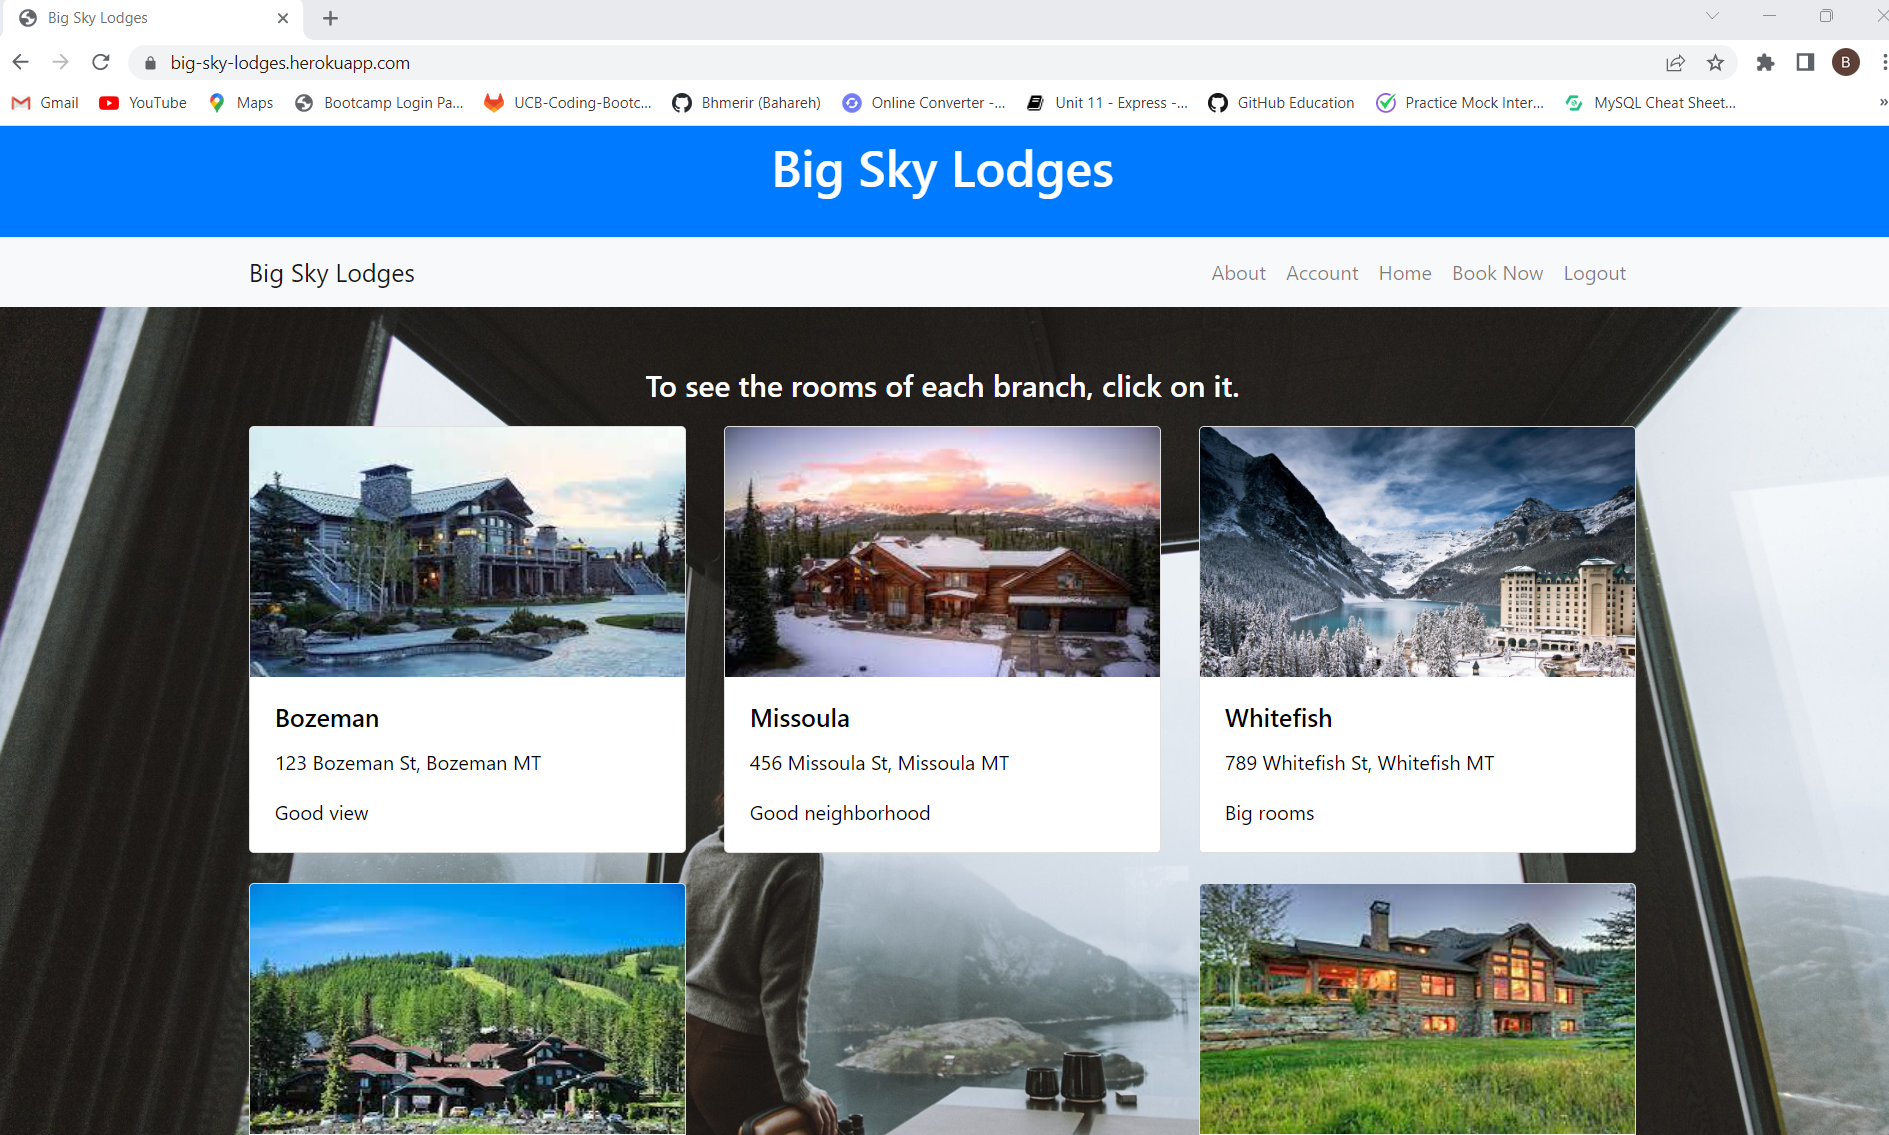 Big Sky Lodges
big-sky-lodges.herokuapp.com
B
Gmail YouTube Maps Bootcamp Login Pa... UCB-Coding-Bootc... Bhmerir (Bahareh) Online Converter -... Unit 11 - Express -... GitHub Education Practice Mock Inter... MySQL Cheat Sheet... »
Big Sky Lodges
Big Sky Lodges About Account Home Book Now Logout
To see the rooms of each branch, click on it.
Bozeman
123 Bozeman St, Bozeman MT
Good view
Missoula
456 Missoula St, Missoula MT
Good neighborhood
Whitefish
789 Whitefish St, Whitefish MT
Big rooms